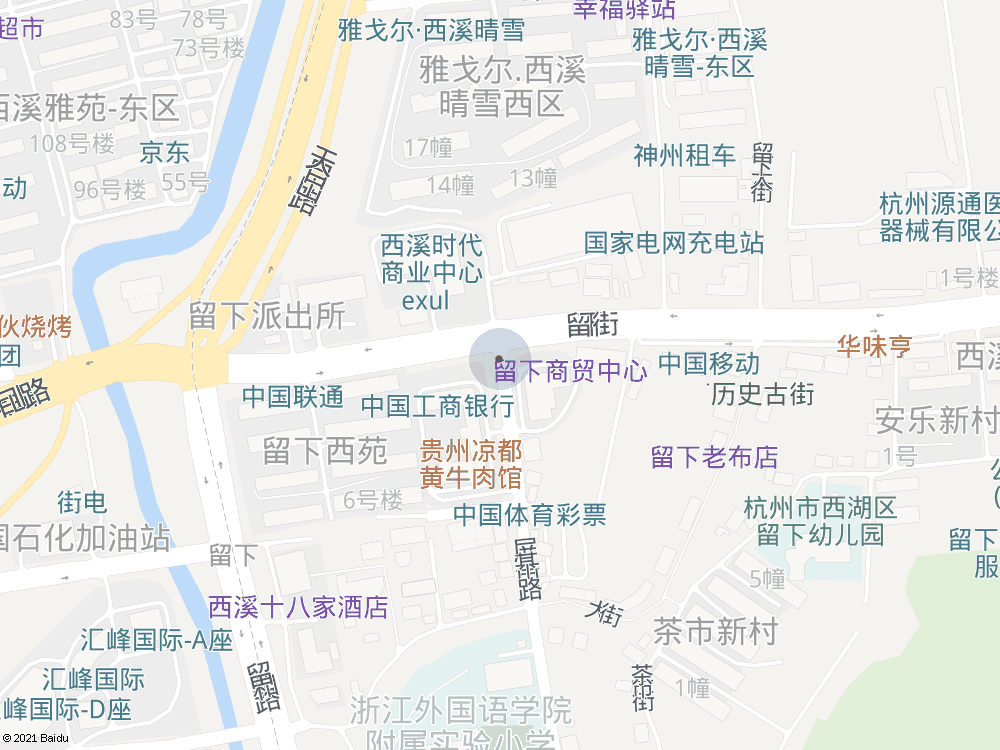 超市
83号
78号
73号楼
雅戈尔·西溪晴雪
幸福驿站
雅戈尔·西溪
晴雪-东区
雅戈尔.西溪
晴雪西区
西溪雅苑-东区
108号楼
京东
55号
96号楼
动
17幢
14幢
13幢
神州租车
留下大街
天目山路
杭州源通医
器械有限公
西溪时代
商业中心
exul
国家电网充电站
1号楼
留下派出所
伙烧烤
团
留下街
华味亨
留下商贸中心
中国移动
西溪
中国联通
中国工商银行
历史古街
安乐新村
1号
留下西苑
贵州凉都
黄牛肉馆
留下老布店
6号楼
街电
中国体育彩票
杭州市西湖区
留下幼儿园
国石化加油站
留下
留下
服
屏基山路
5幢
西溪十八家酒店
大街
茶市新村
汇峰国际-A座
汇峰国际
汇峰国际-D座
茶市街
1幢
浙江外国语学院
附属实验小学
© 2021 Baidu